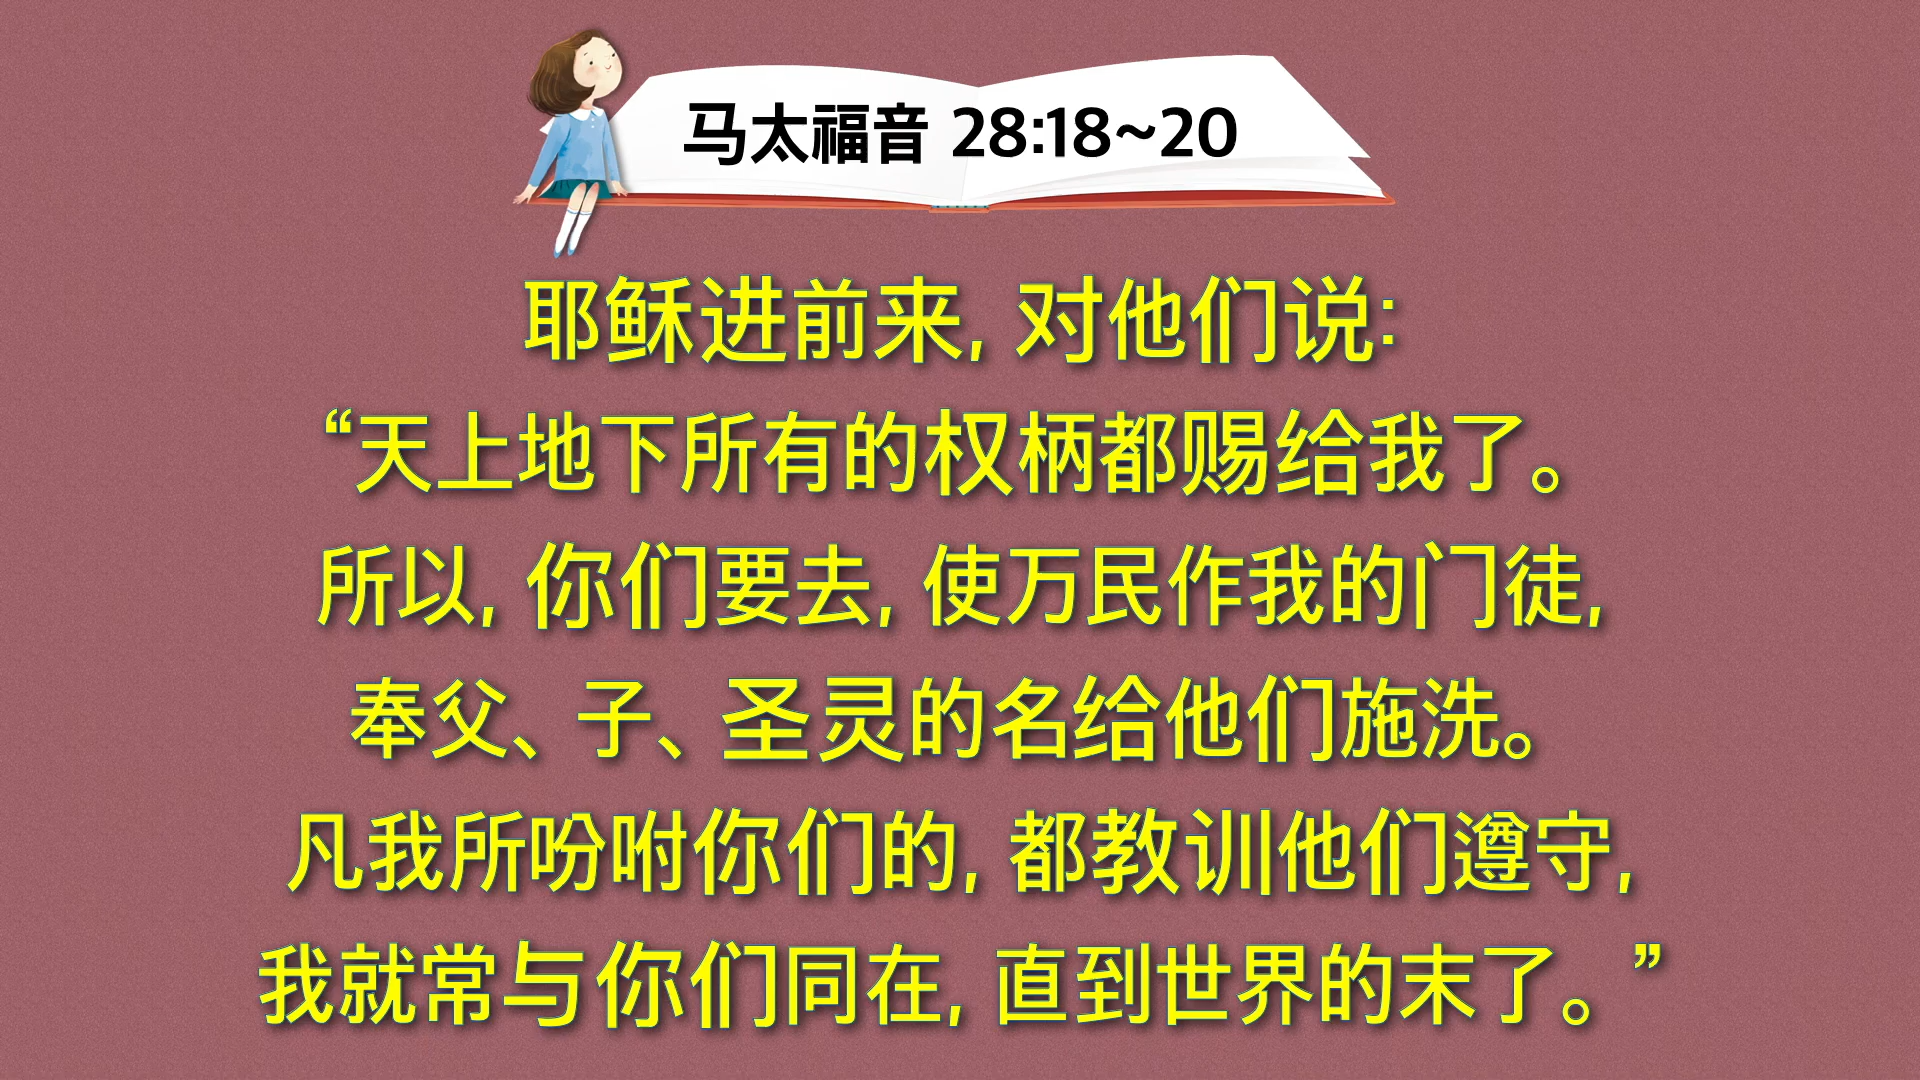 马太福音 28:18~20
耶稣进前来, 对他们说:
“天上地下所有的权柄都赐给我了。
所以, 你们要去, 使万民作我的门徒,
奉父、子、圣灵的名给他们施洗。
凡我所吩咐你们的, 都教训他们遵守,
我就常与你们同在, 直到世界的末了。”